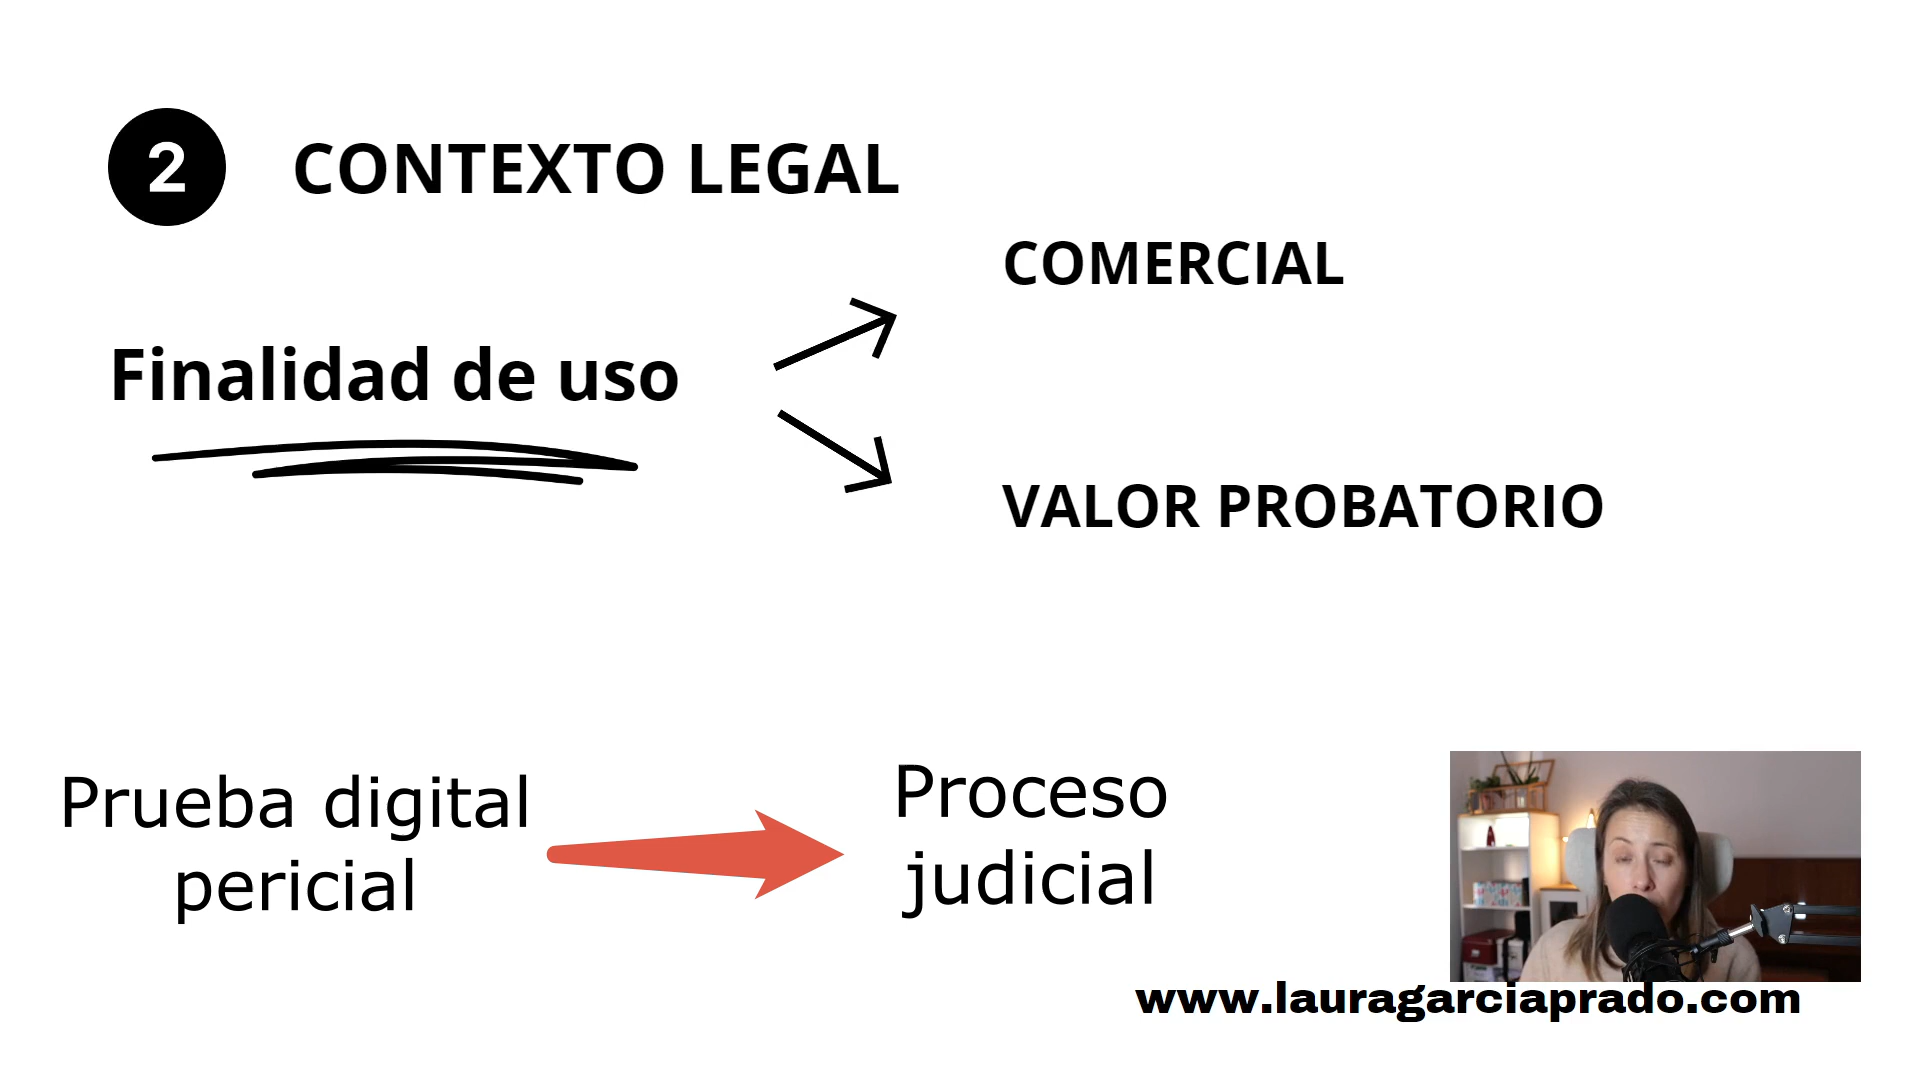 2 CONTEXTO LEGAL
COMERCIAL
Finalidad de uso
VALOR PROBATORIO
Prueba digital
pericial
Proceso
judicial
www.lauragarciaprado.com